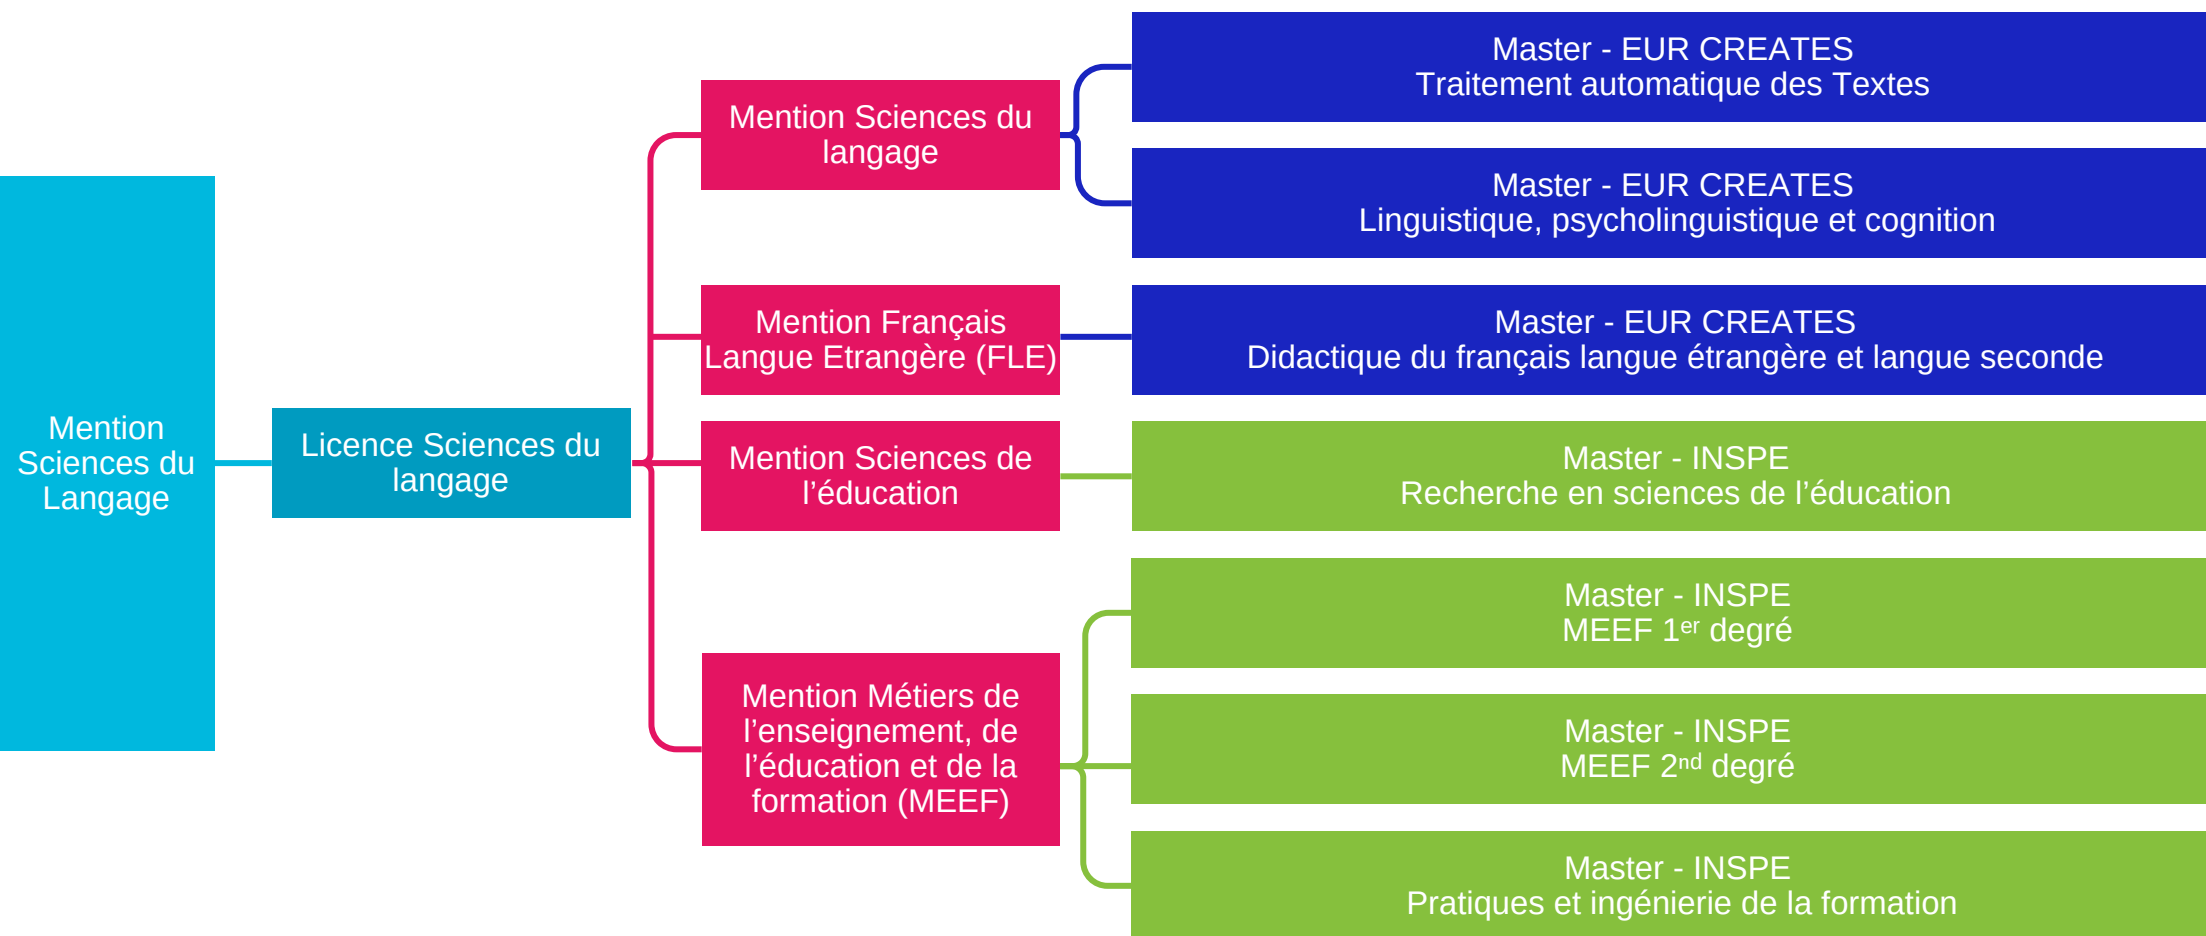 Mention
Sciences du
Langage
Licence Sciences du
langage
Mention Sciences du
langage
Mention Français
Langue Etrangère (FLE)
Mention Sciences de
l’éducation
Mention Métiers de
l’enseignement, de
l’éducation et de la
formation (MEEF)
Master - EUR CREATES
Traitement automatique des Textes
Master - EUR CREATES
Linguistique, psycholinguistique et cognition
Master - EUR CREATES
Didactique du français langue étrangère et langue seconde
Master - INSPE
Recherche en sciences de l’éducation
Master - INSPE
MEEF 1er degré
Master - INSPE
MEEF 2nd degré
Master - INSPE
Pratiques et ingénierie de la formation